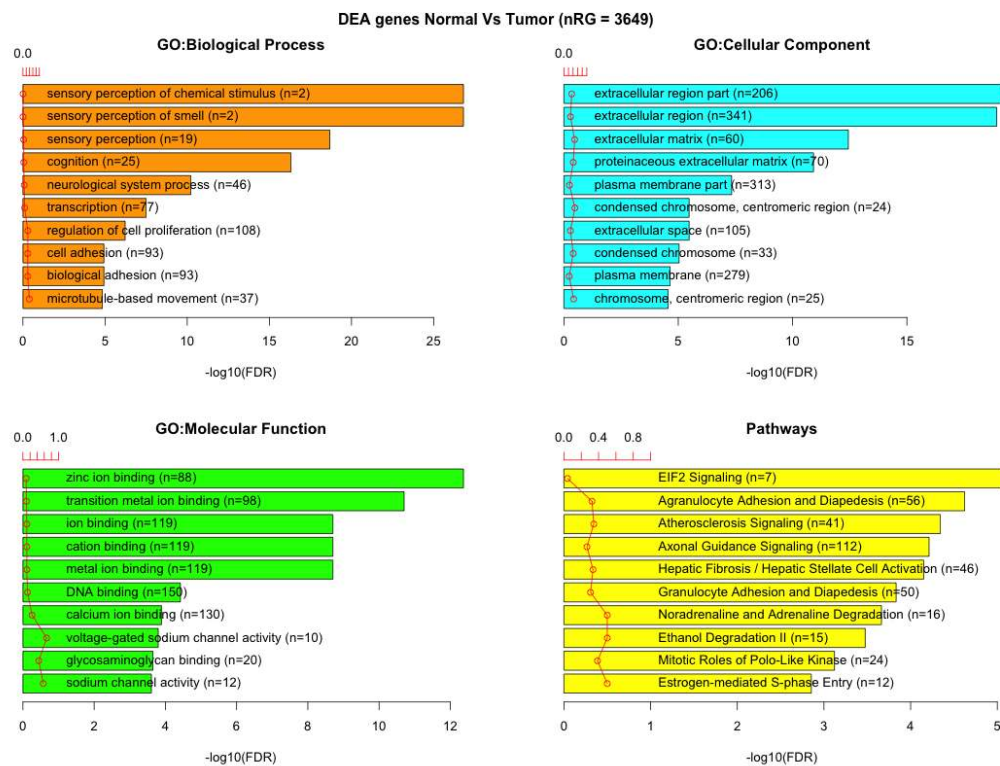 DEA genes Normal Vs Tumor (nRG = 3649)
GO:Biological Process
0.0
sensory perception of chemical stimulus (n=2)
sensory perception of smell (n=2)
sensory perception (n=19)
cognition (n=25)
neurological system process (n=46)
transcription (n=77)
regulation of cell proliferation (n=108)
cell adhesion (n=93)
biological adhesion (n=93)
microtubule-based movement (n=37)
0 5 10 15 20 25
-log10(FDR)
GO:Cellular Component
0.0
extracellular region part (n=206)
extracellular region (n=341)
extracellular matrix (n=60)
proteinaceous extracellular matrix (n=70)
plasma membrane part (n=313)
condensed chromosome, centromeric region (n=24)
extracellular space (n=105)
condensed chromosome (n=33)
plasma membrane (n=279)
chromosome, centromeric region (n=25)
0 5 10 15
-log10(FDR)
GO:Molecular Function
0.0 1.0
zinc ion binding (n=88)
transition metal ion binding (n=98)
ion binding (n=119)
cation binding (n=119)
metal ion binding (n=119)
DNA binding (n=150)
calcium ion binding (n=130)
voltage-gated sodium channel activity (n=10)
glycosaminoglycan binding (n=20)
sodium channel activity (n=12)
0 2 4 6 8 10 12
-log10(FDR)
Pathways
0.0 0.4 0.8
EIF2 Signaling (n=7)
Agranulocyte Adhesion and Diapedesis (n=56)
Atherosclerosis Signaling (n=41)
Axonal Guidance Signaling (n=112)
Hepatic Fibrosis / Hepatic Stellate Cell Activation (n=46)
Granulocyte Adhesion and Diapedesis (n=50)
Noradrenaline and Adrenaline Degradation (n=16)
Ethanol Degradation II (n=15)
Mitotic Roles of Polo-Like Kinase (n=24)
Estrogen-mediated S-phase Entry (n=12)
0 1 2 3 4 5
-log10(FDR)